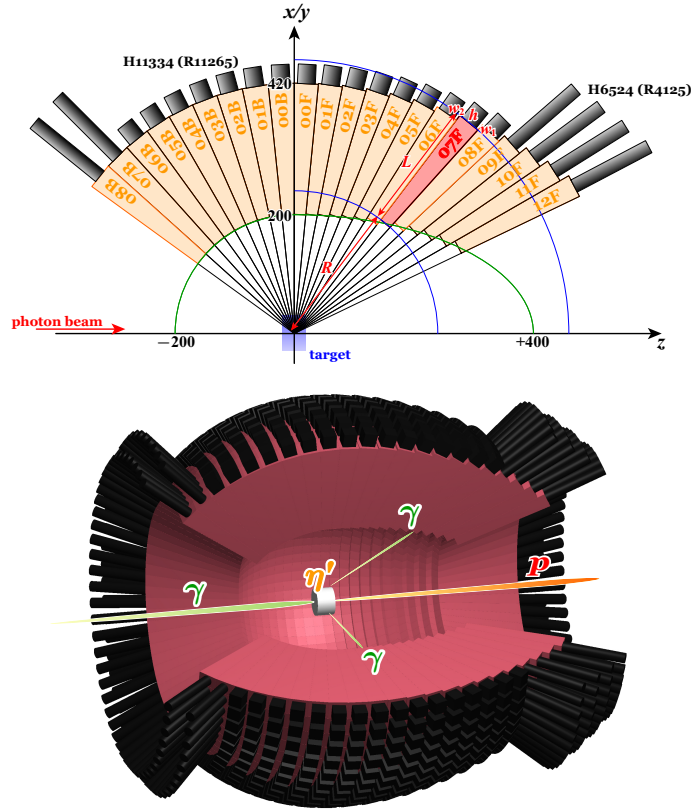 x/y
H11334 (R11265)
H6524 (R4125)
420
08B
07B
06B
05B
04B
03B
02B
01B
00B
00F
01F
02F
03F
04F
05F
06F
07F
08F
09F
10F
11F
12F
w₂
h
w₁
L
200
R
photon beam
−200
target
+400
z
γ
η′
p
γ
γ